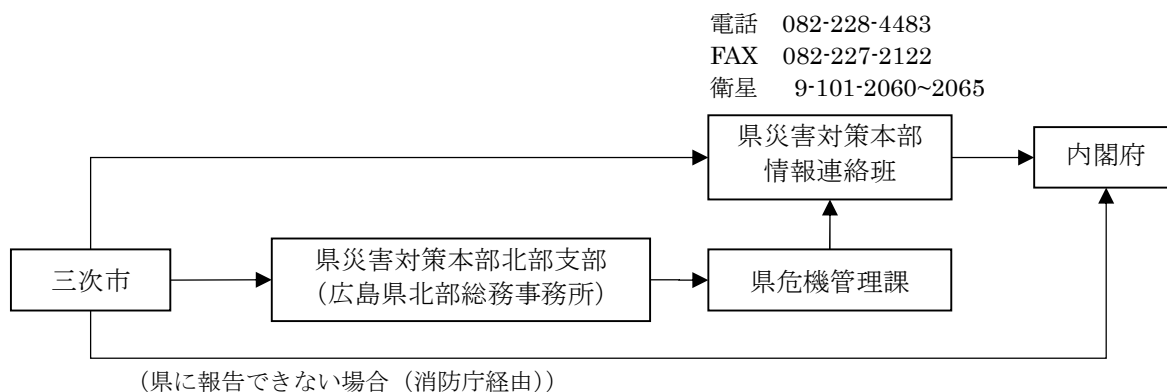 電話　082-228-4483
FAX　082-227-2122
衛星　9-101-2060~2065
県災害対策本部
情報連絡班
内閣府
三次市
県災害対策本部北部支部
（広島県北部総務事務所）
県危機管理課
（県に報告できない場合（消防庁経由））